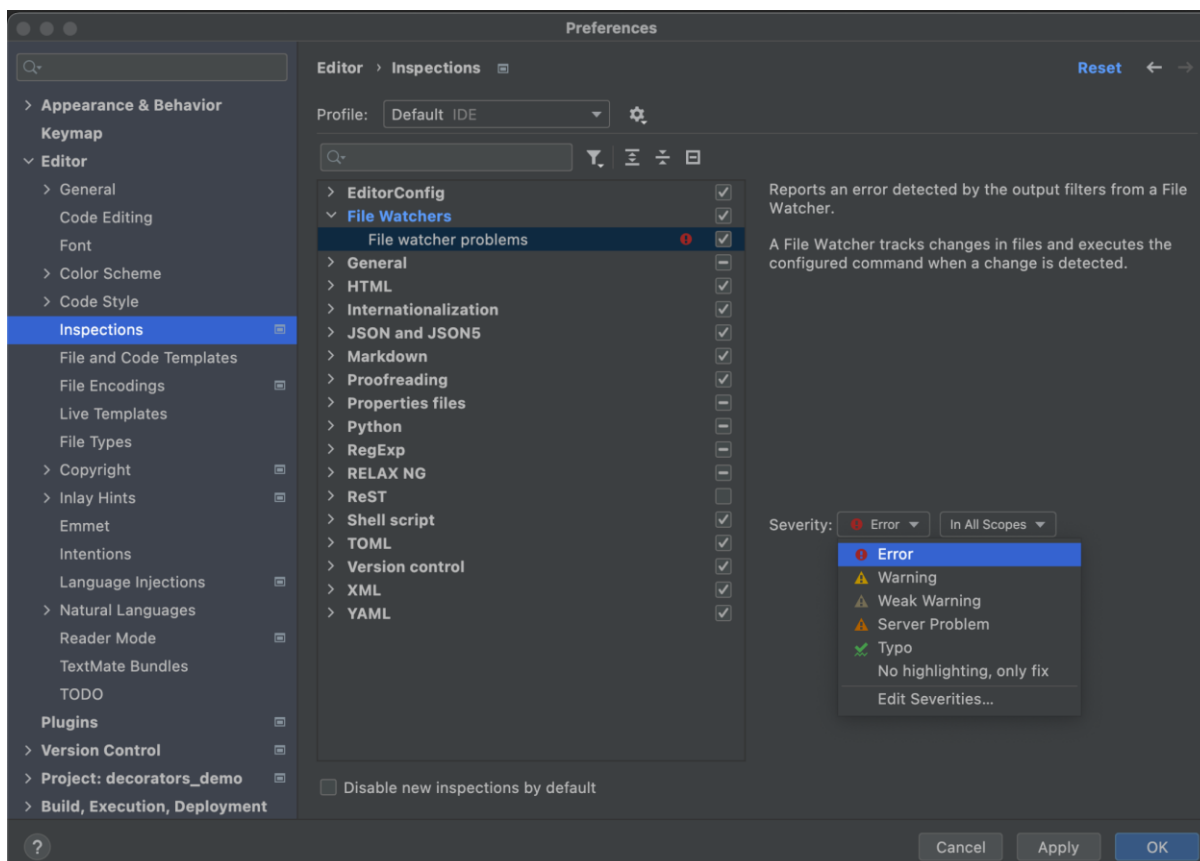 Preferences
Appearance & Behavior
Keymap
Editor
General
Code Editing
Font
Color Scheme
Code Style
Inspections
File and Code Templates
File Encodings
Live Templates
File Types
Copyright
Inlay Hints
Emmet
Intentions
Language Injections
Natural Languages
Reader Mode
TextMate Bundles
TODO
Plugins
Version Control
Project: decorators_demo
Build, Execution, Deployment
Editor › Inspections
Reset
Profile: Default IDE
EditorConfig
File Watchers
File watcher problems
General
HTML
Internationalization
JSON and JSON5
Markdown
Proofreading
Properties files
Python
RegExp
RELAX NG
ReST
Shell script
TOML
Version control
XML
YAML
Disable new inspections by default
Reports an error detected by the output filters from a File
Watcher.
A File Watcher tracks changes in files and executes the
configured command when a change is detected.
Severity: Error In All Scopes
Error
Warning
Weak Warning
Server Problem
Typo
No highlighting, only fix
Edit Severities...
? Cancel Apply OK